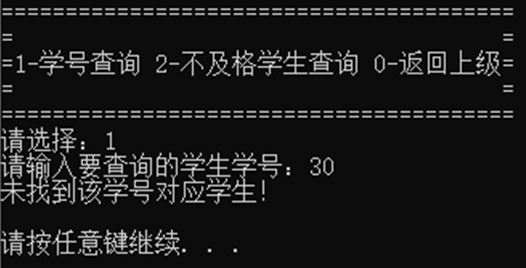 ======================================
=                                    =
=1-学号查询 2-不及格学生查询 0-返回上级=
=                                    =
======================================
请选择：1
请输入要查询的学生学号：30
未找到该学号对应学生！
请按任意键继续. . .